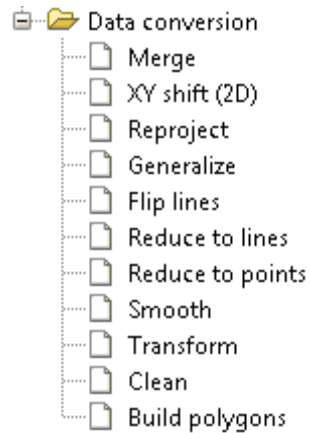 Data conversion
Merge
XY shift (2D)
Reproject
Generalize
Flip lines
Reduce to lines
Reduce to points
Smooth
Transform
Clean
Build polygons